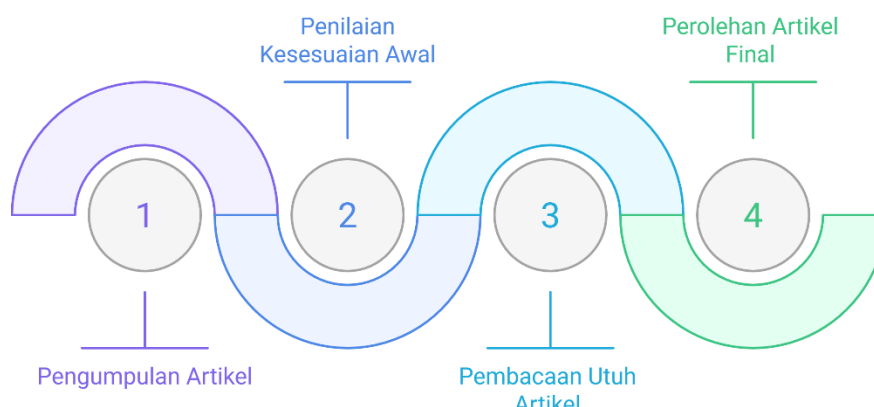 1
Pengumpulan Artikel
2
Penilaian
Kesesuaian Awal
3
Pembacaan Utuh
Artikel
4
Perolehan Artikel
Final